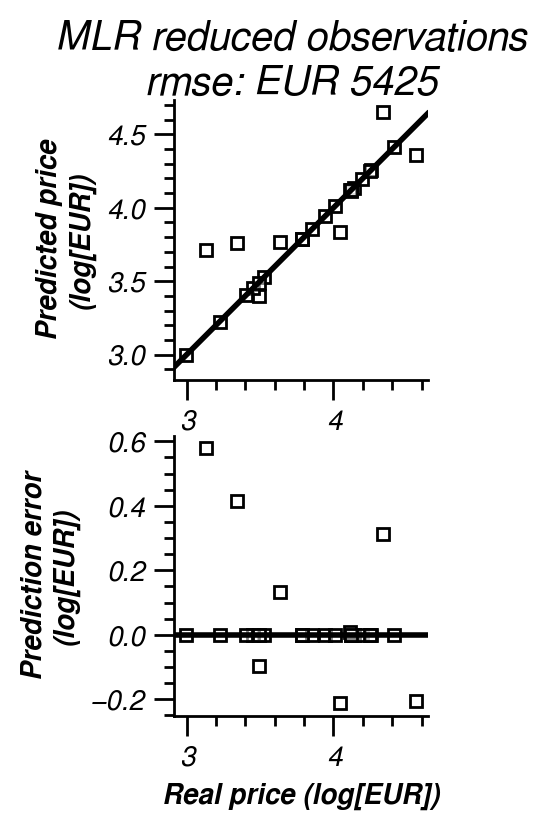 MLR reduced observations
rmse: EUR 5425
Predicted price
(log[EUR])
4.5
4.0
3.5
3.0
3 4
Prediction error
(log[EUR])
0.6
0.4
0.2
0.0
−0.2
3 4
Real price (log[EUR])